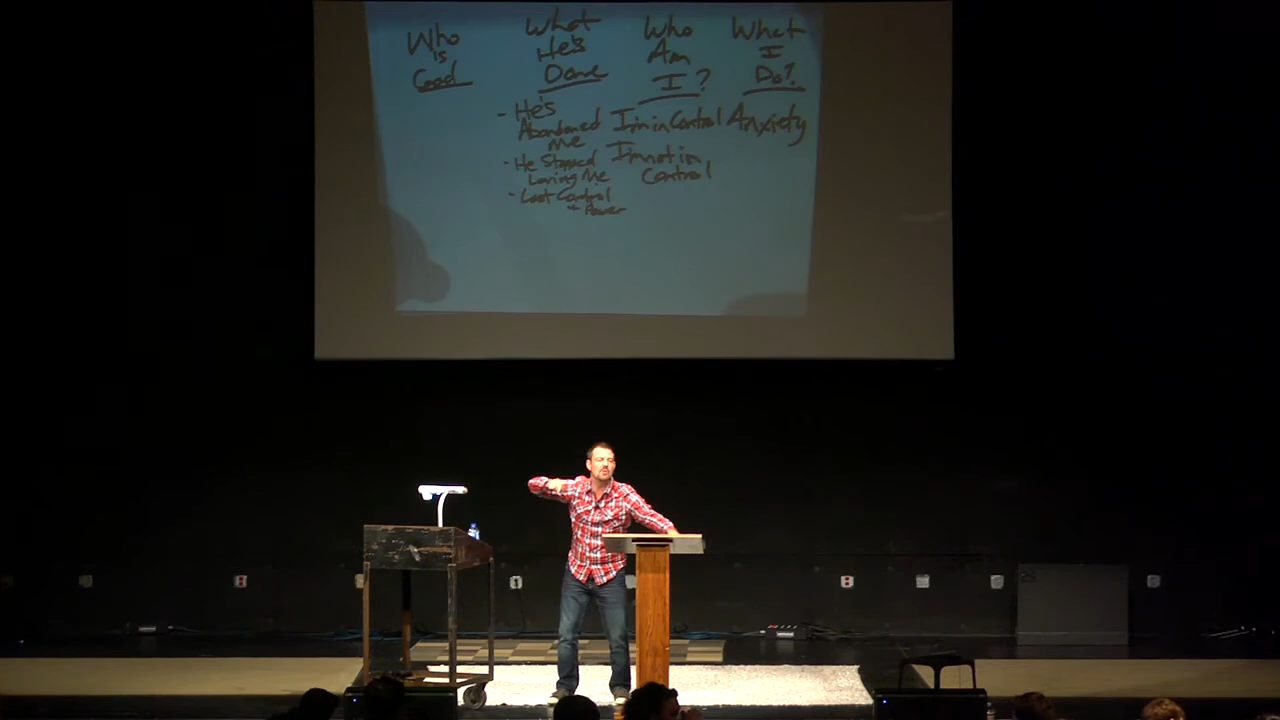 Who
is
God
What
He's
Done
- He's
Abandoned
Me
- He Stopped
Loving Me
- Lost Control
+ Power
Who
Am
I?
I'm in Control
I'm not in
Control
What
I
Do?
Anxiety